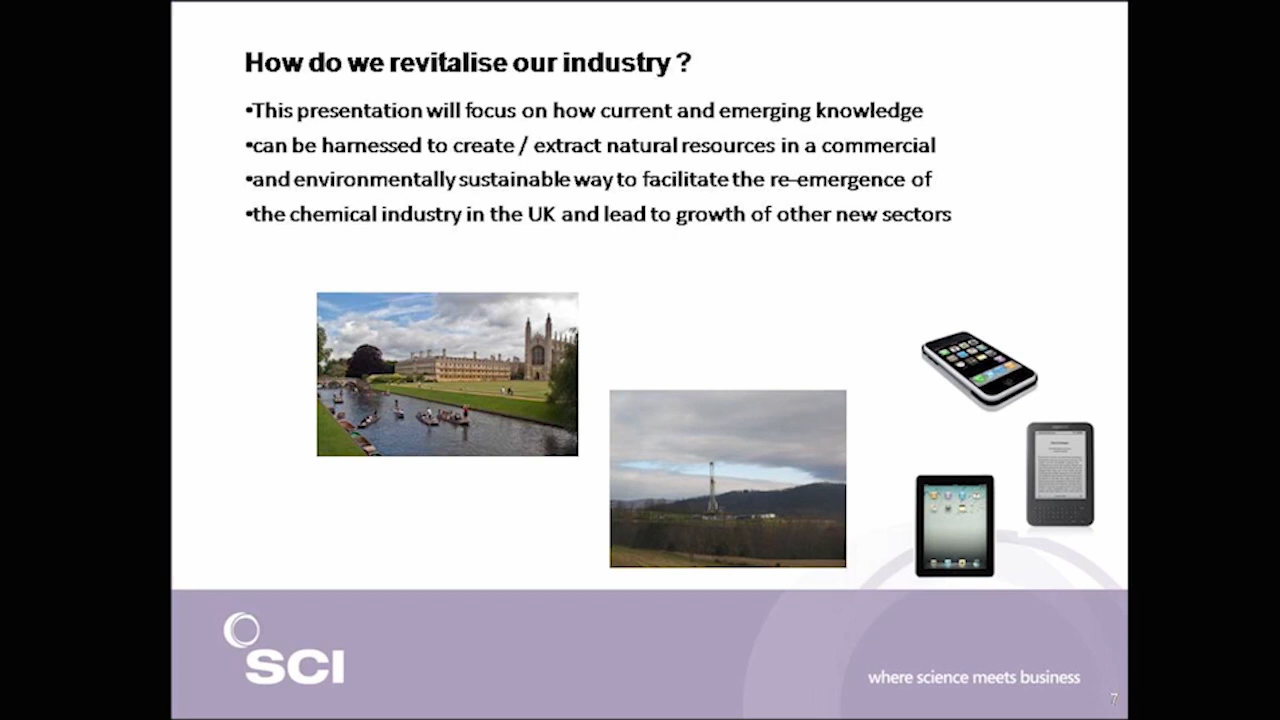 How do we revitalise our industry ?
•This presentation will focus on how current and emerging knowledge
•can be harnessed to create / extract natural resources in a commercial
•and environmentally sustainable way to facilitate the re-emergence of
•the chemical industry in the UK and lead to growth of other new sectors
SCI
where science meets business
7